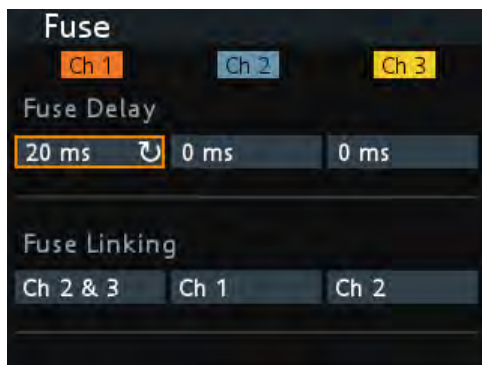 Fuse
Ch 1 Ch 2 Ch 3
Fuse Delay
20 ms 0 ms 0 ms
Fuse Linking
Ch 2 & 3 Ch 1 Ch 2